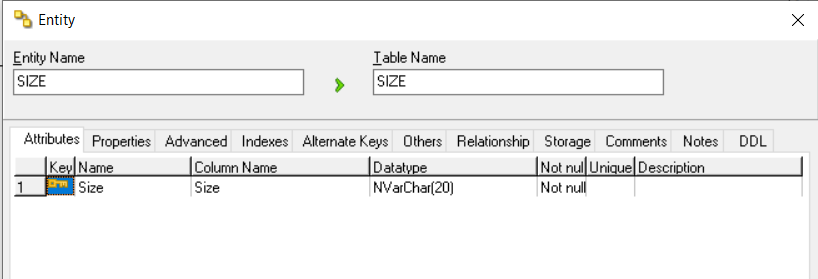 Entity
Entity Name Table Name
SIZE SIZE
Attributes Properties Advanced Indexes Alternate Keys Others Relationship Storage Comments Notes DDL
Key Name Column Name Datatype Not nul Unique Description
1 Size Size NVarChar(20) Not null